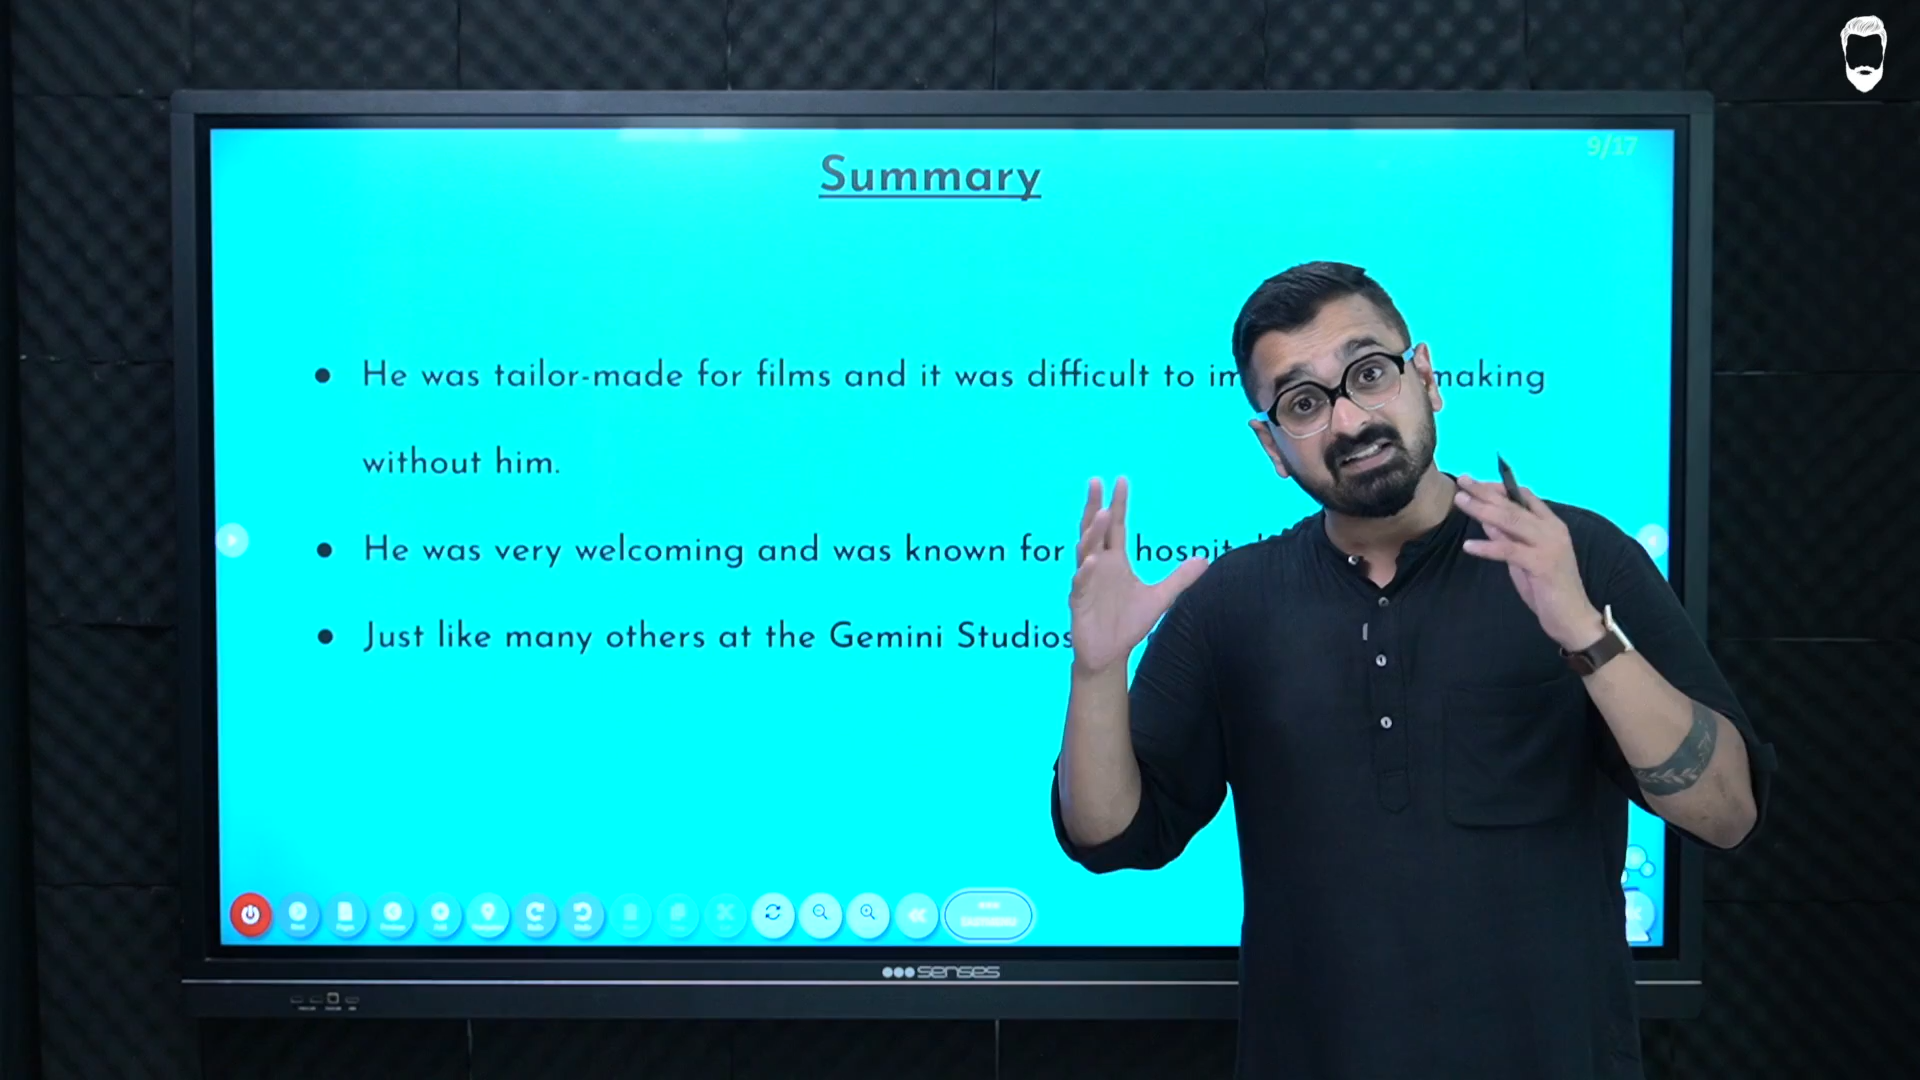 9/17
Summary
● He was tailor-made for films and it was difficult to im making
without him.
● He was very welcoming and was known for hospit
● Just like many others at the Gemini Studios
senses